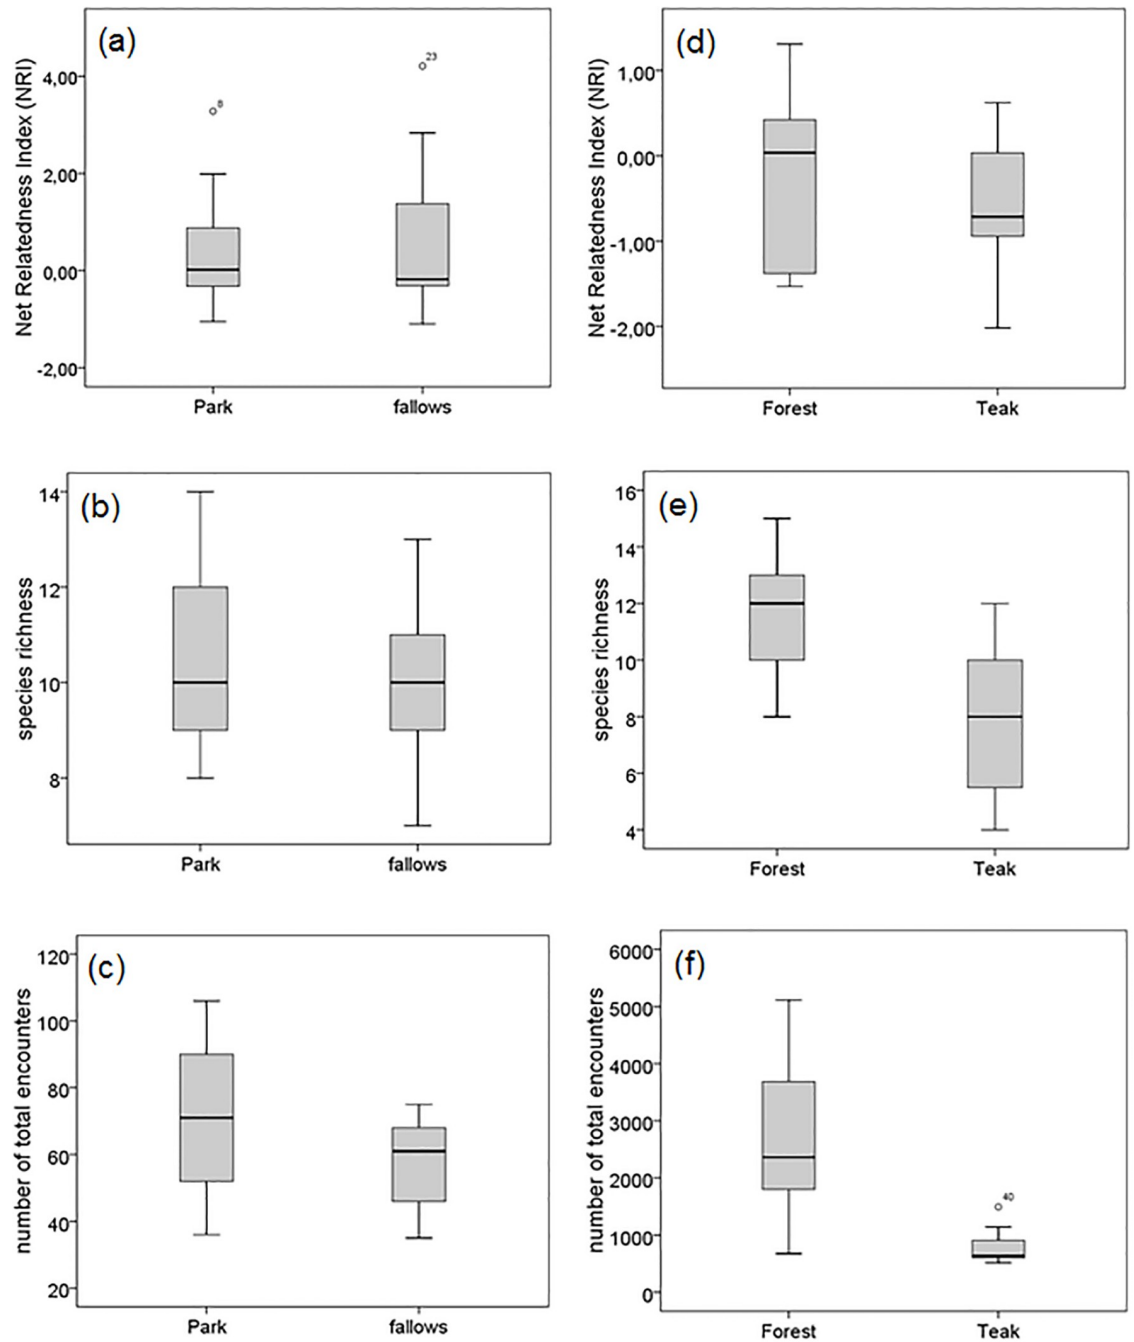 (a)
Net Relatedness Index (NRI)
4,00
2,00
0,00
-2,00
8
23
Park fallows
(d)
Net Relatedness Index (NRI)
1,00
0,00
-1,00
-2,00
Forest Teak
(b)
species richness
14
12
10
8
Park fallows
(e)
species richness
16
14
12
10
8
6
4
Forest Teak
(c)
number of total encounters
120
100
80
60
40
20
Park fallows
(f)
number of total encounters
6000
5000
4000
3000
2000
1000
0
40
Forest Teak